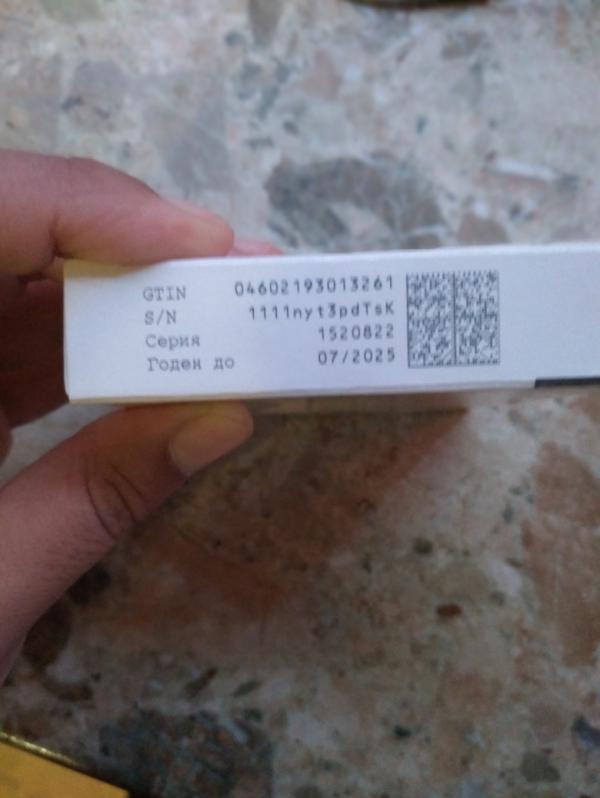 GTIN 04602193013261
S/N 1111nyt3pdTsK
Серия 1520822
Годен до 07/2025